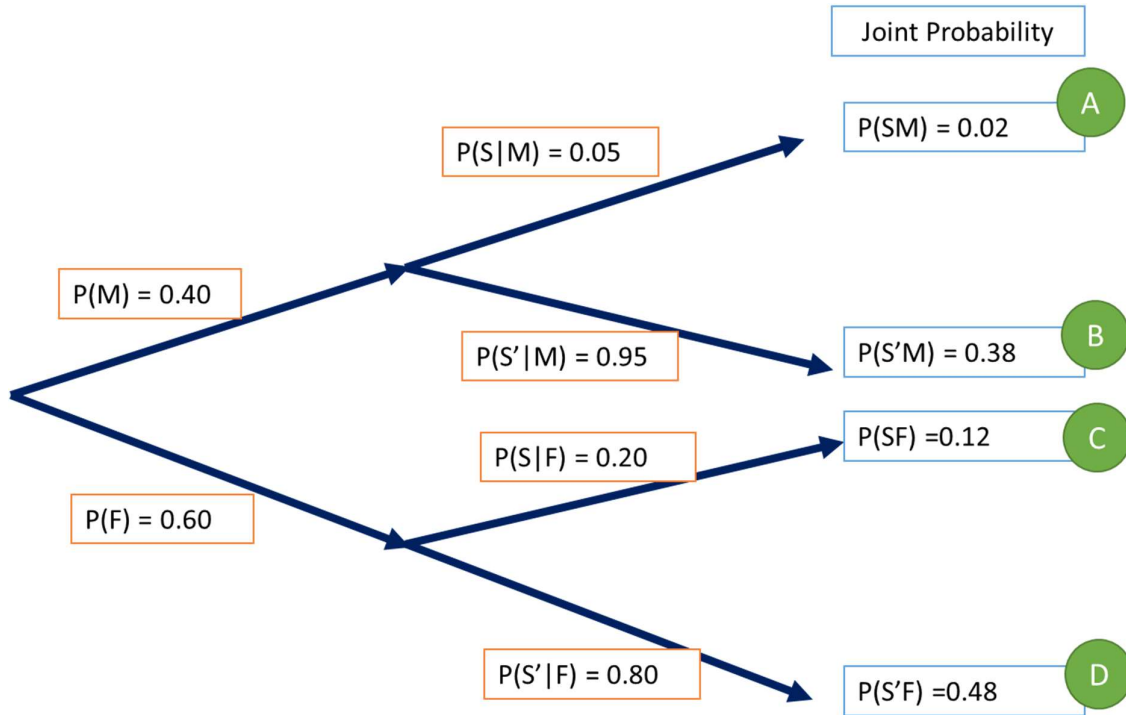 Joint Probability
A
P(SM) = 0.02
P(S|M) = 0.05
P(M) = 0.40
P(S'|M) = 0.95
B
P(S’M) = 0.38
C
P(SF) =0.12
P(S|F) = 0.20
P(F) = 0.60
P(S'|F) = 0.80
D
P(S’F) =0.48